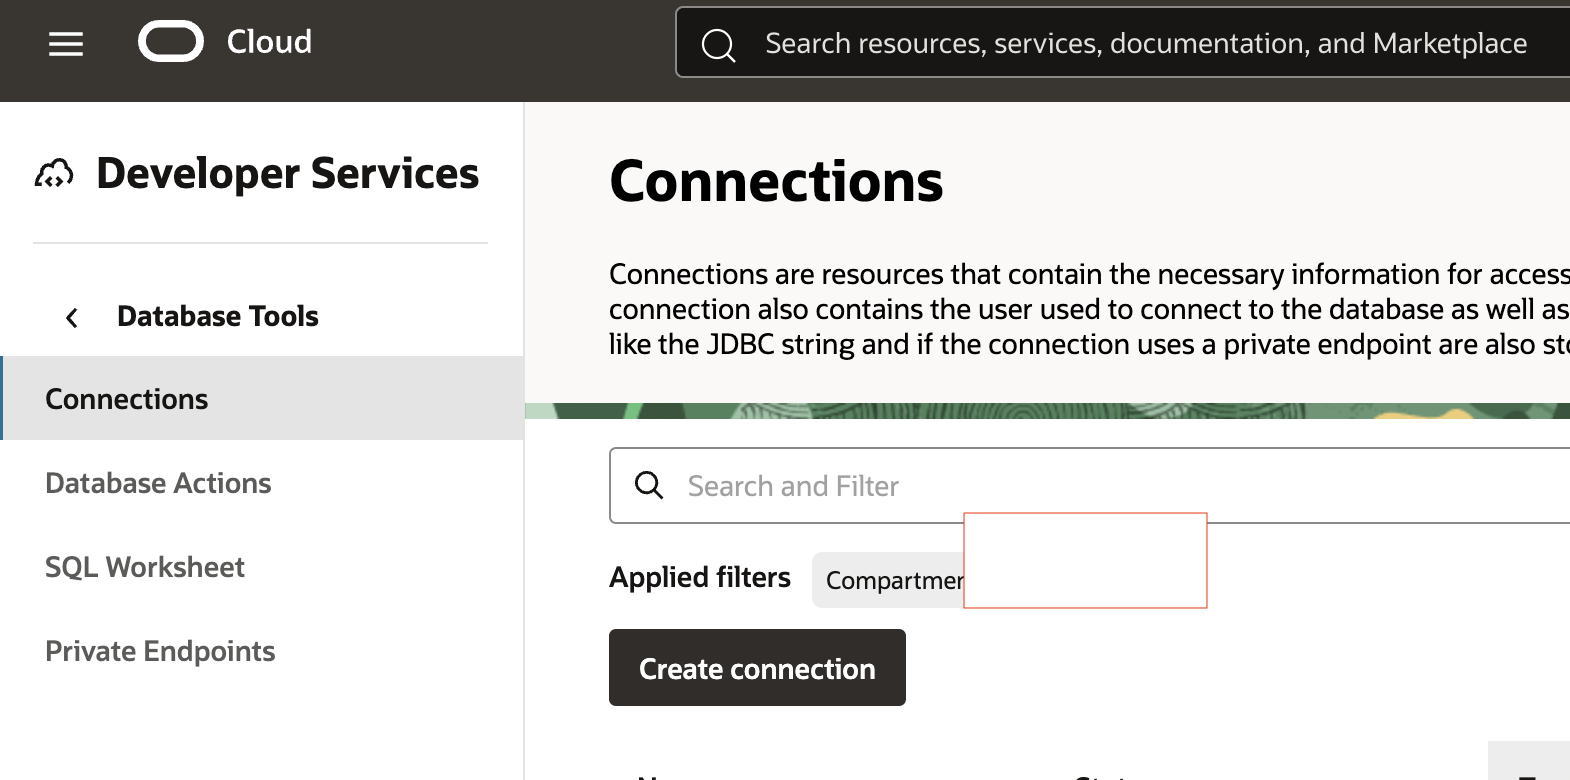 Cloud
Search resources, services, documentation, and Marketplace
Developer Services
Database Tools
Connections
Database Actions
SQL Worksheet
Private Endpoints
Connections
Connections are resources that contain the necessary information for access
connection also contains the user used to connect to the database as well as
like the JDBC string and if the connection uses a private endpoint are also
Search and Filter
Applied filters
Create connection